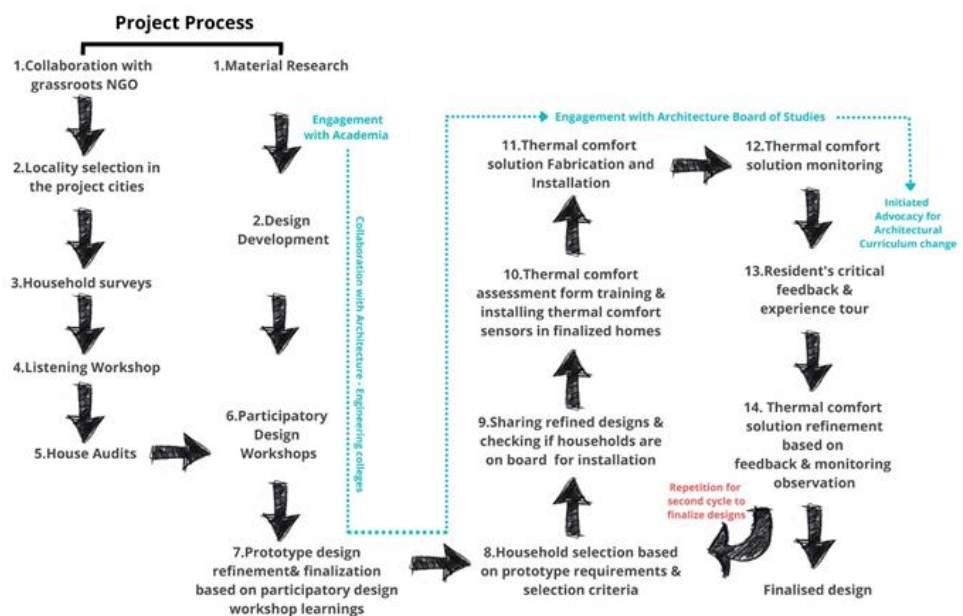 Project Process
1.Collaboration with
grassroots NGO
2.Locality selection in
the project cities
3.Household surveys
4.Listening Workshop
5.House Audits
1.Material Research
2.Design
Development
6.Participatory
Design
Workshops
7.Prototype design
refinement& finalization
based on participatory design
workshop learnings
Engagement
with Academia
Collaboration with Architecture - Engineering colleges
Engagement with Architecture Board of Studies
Initiated
Advocacy for
Architectural
Curriculum change
8.Household selection based
on prototype requirements &
selection criteria
9.Sharing refined designs &
checking if households are
on board for installation
10.Thermal comfort
assessment form training &
installing thermal comfort
sensors in finalized homes
11.Thermal comfort
solution Fabrication and
Installation
12.Thermal comfort
solution monitoring
13.Resident's critical
feedback &
experience tour
14. Thermal comfort
solution refinement
based on
feedback & monitoring
observation
Repetition for
second cycle to
finalize designs
Finalised design